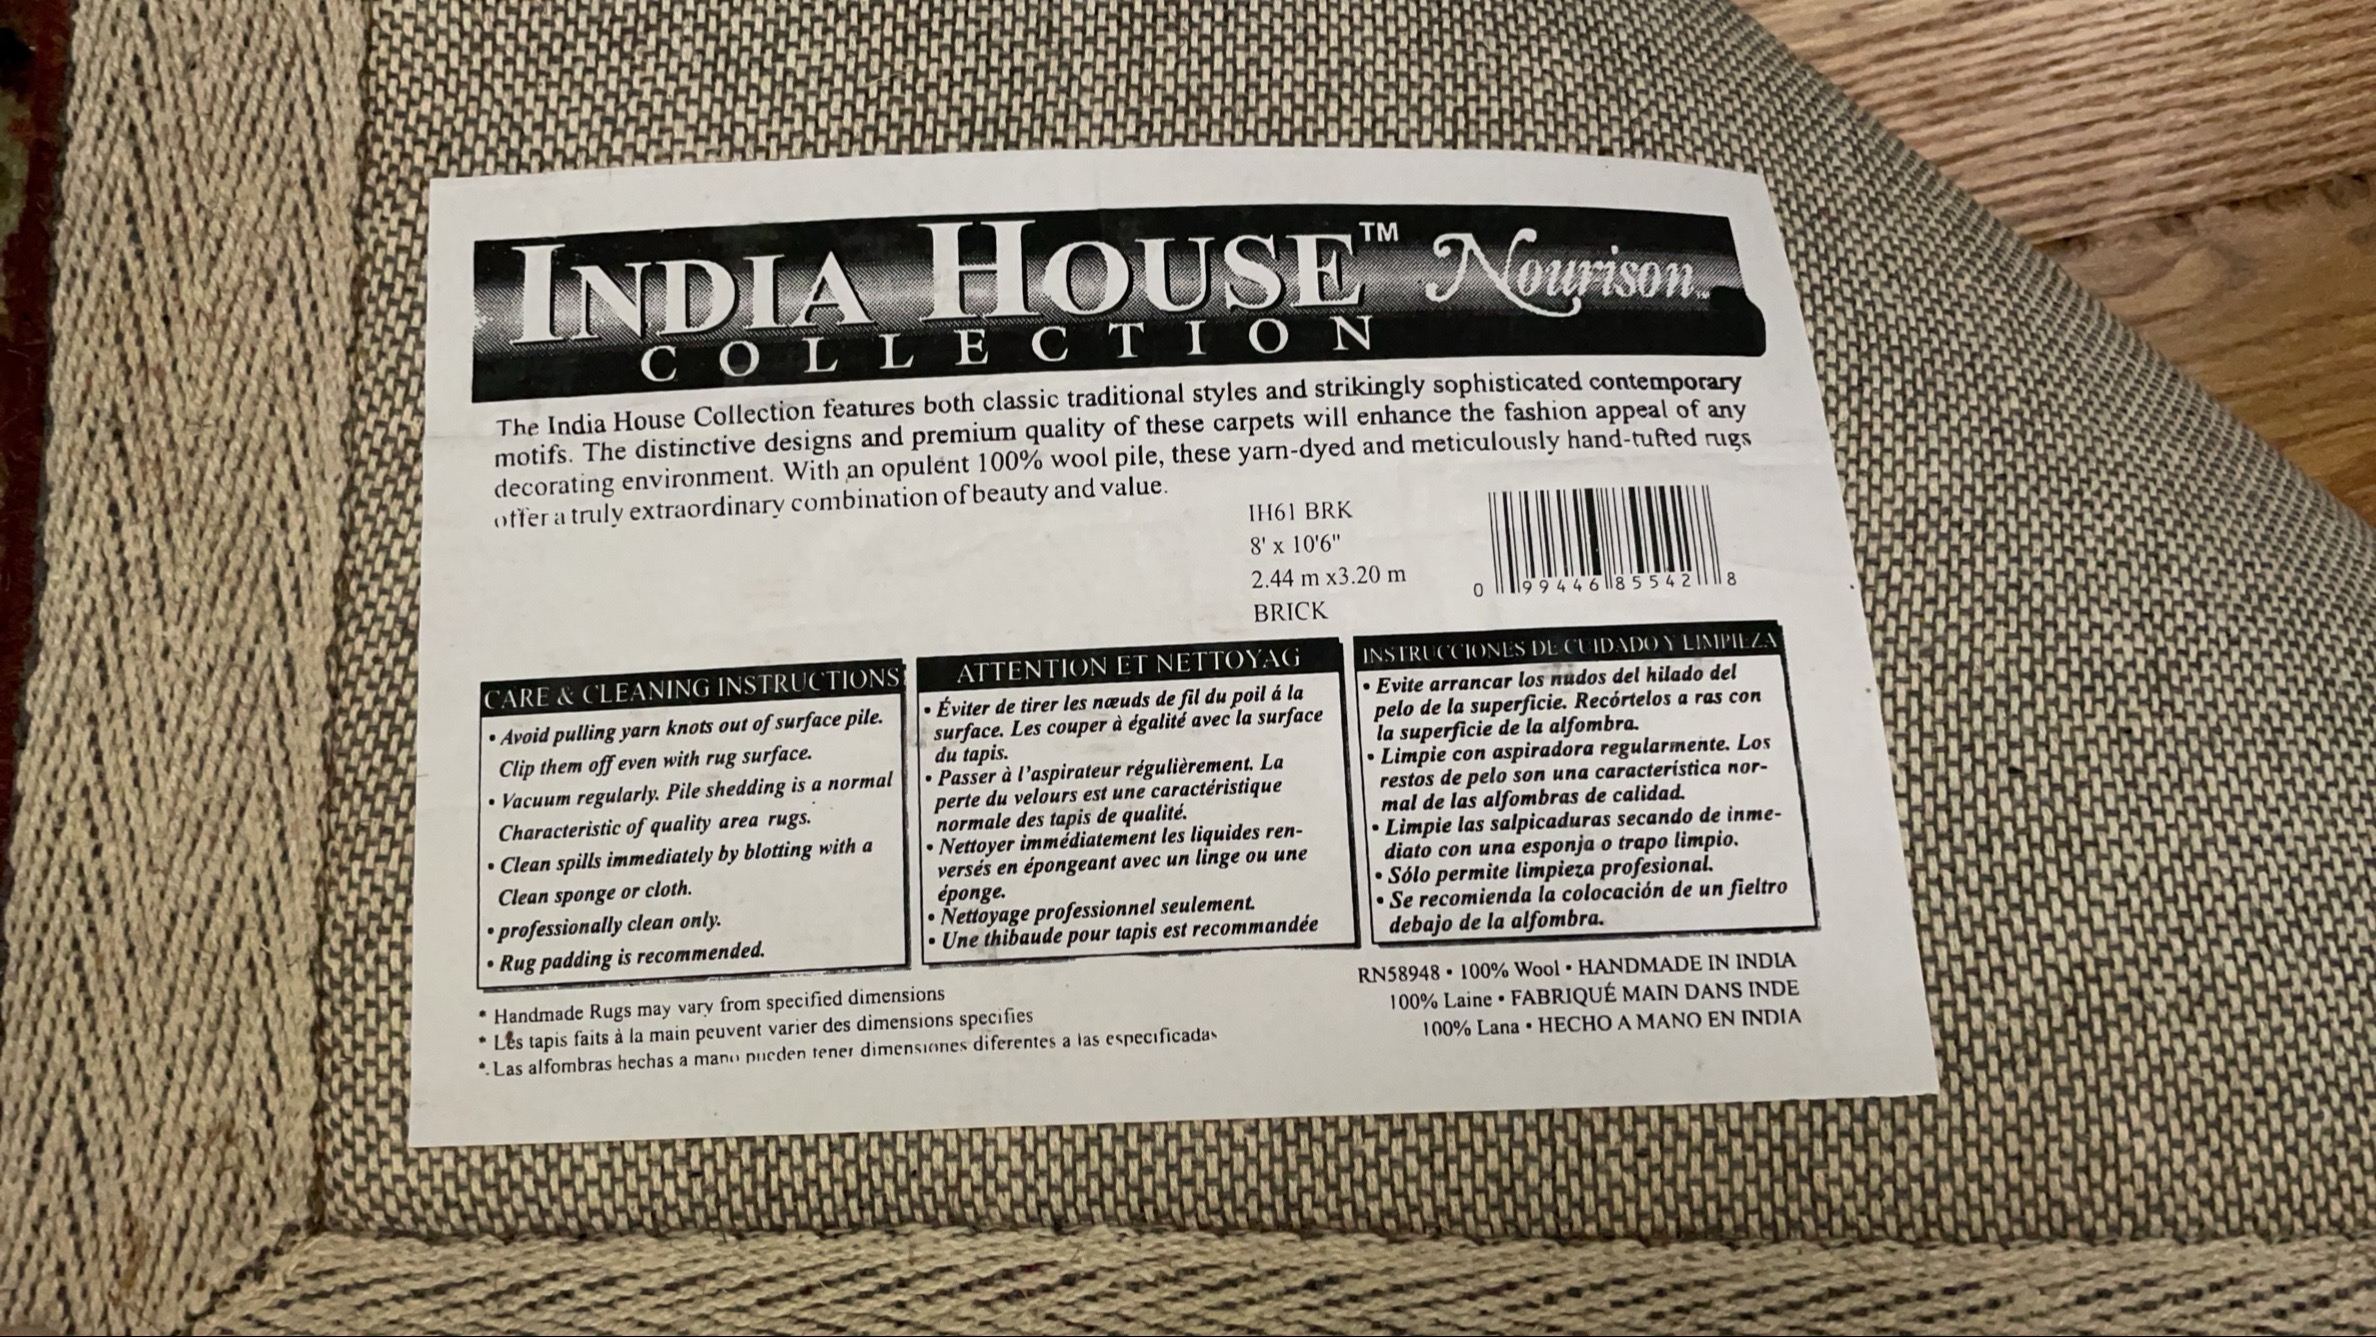 INDIA HOUSE™ Nourison™
COLLECTION
The India House Collection features both classic traditional styles and strikingly sophisticated contemporary
motifs. The distinctive designs and premium quality of these carpets will enhance the fashion appeal of any
decorating environment. With an opulent 100% wool pile, these yarn-dyed and meticulously hand-tufted rugs
offer a truly extraordinary combination of beauty and value.
IH61 BRK
8' x 10'6"
2.44 m x3.20 m
BRICK
0 99446 85542 8
CARE & CLEANING INSTRUCTIONS
• Avoid pulling yarn knots out of surface pile.
Clip them off even with rug surface.
• Vacuum regularly. Pile shedding is a normal
Characteristic of quality area rugs.
• Clean spills immediately by blotting with a
Clean sponge or cloth.
• professionally clean only.
• Rug padding is recommended.
ATTENTION ET NETTOYAG
• Éviter de tirer les nœuds de fil du poil á la
surface. Les couper à égalité avec la surface
du tapis.
• Passer à l'aspirateur régulièrement. La
perte du velours est une caractéristique
normale des tapis de qualité.
• Nettoyer immédiatement les liquides ren-
versés en épongeant avec un linge ou une
éponge.
• Nettoyage professionnel seulement.
• Une thibaude pour tapis est recommandée
INSTRUCCIONES DE CUIDADO Y LIMPIEZA
• Evite arrancar los nudos del hilado del
pelo de la superficie. Recórtelos a ras con
la superficie de la alfombra.
• Limpie con aspiradora regularmente. Los
restos de pelo son una característica nor-
mal de las alfombras de calidad.
• Limpie las salpicaduras secando de inme-
diato con una esponja o trapo limpio.
• Sólo permite limpieza profesional.
• Se recomienda la colocación de un fieltro
debajo de la alfombra.
* Handmade Rugs may vary from specified dimensions
* Lés tapis faits à la main peuvent varier des dimensions specifies
*. Las alfombras hechas a mano pueden tener dimensiones diferentes a las especificadas
RN58948 • 100% Wool • HANDMADE IN INDIA
100% Laine • FABRIQUÉ MAIN DANS INDE
100% Lana • HECHO A MANO EN INDIA